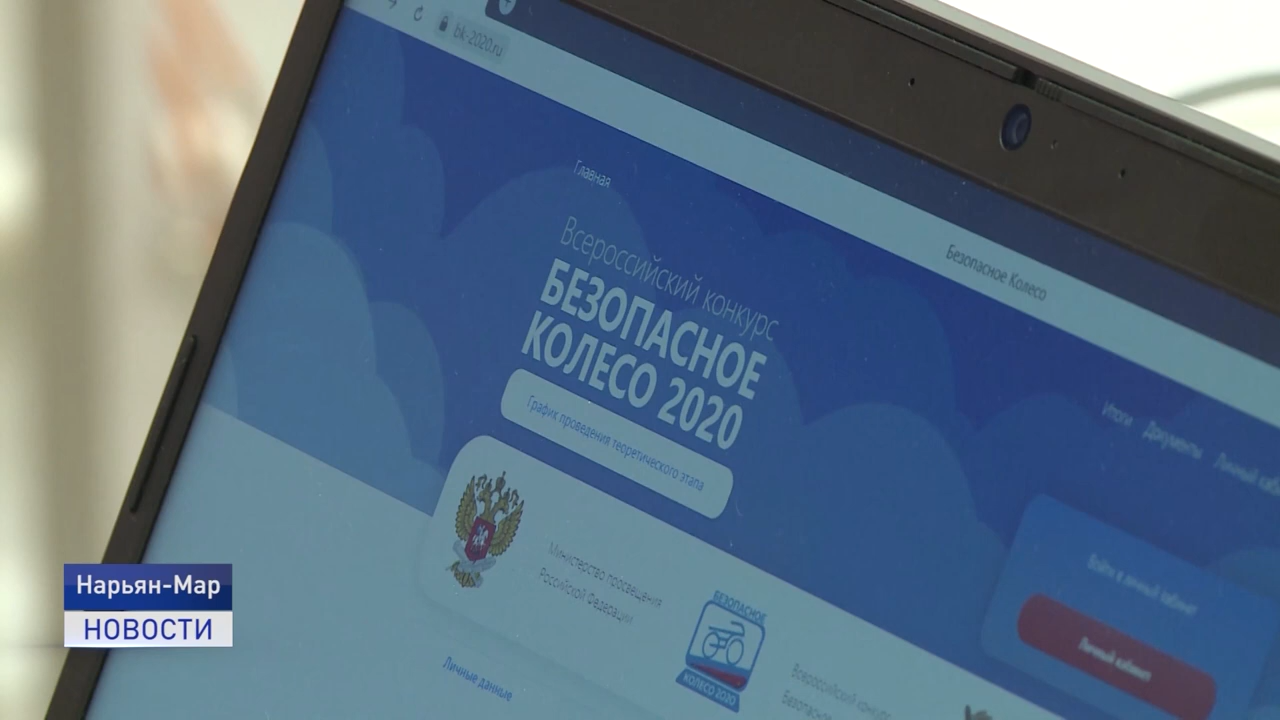 bk-2020.ru
Безопасное Колесо
Главная
Всероссийский конкурс
БЕЗОПАСНОЕ
КОЛЕСО 2020
График проведения теоретического этапа
Итоги Документы Личный
Войти в личный кабинет
Личный кабинет
Министерство просвещения
Российской Федерации
БЕЗОПАСНОЕ
КОЛЕСО 2020
Всероссийский конкурс
Личные данные
Нарьян-Мар
НОВОСТИ